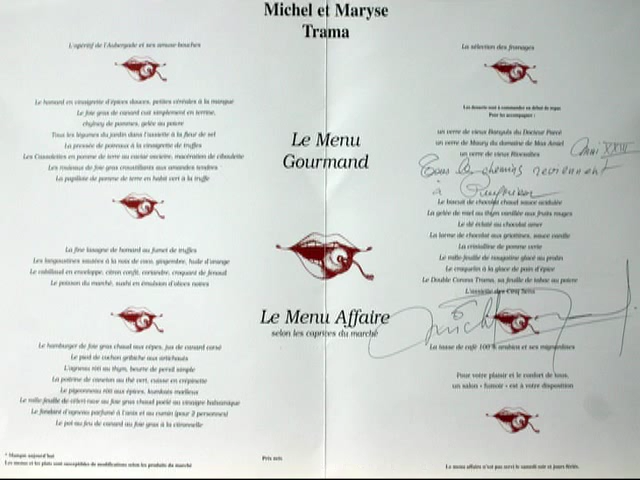 Michel et Maryse
Trama
L'apéritif de l'Aubergade et ses amuse-bouches
Le homard en vinaigrette d'épices douces, petites céréales à la mangue
Le foie gras de canard cuit simplement en terrine,
chutney de pommes, gelée au poivre
Tous les légumes du jardin dans l'assiette à la fleur de sel
La pressée de poireaux à la vinaigrette de truffes
Les Cassolettes en pomme de terre au caviar osciètre, macération de ciboulette
Les rouleaux de foie gras croustillants aux amandes tendres
La papillote de pomme de terre en habit vert à la truffe
La fine lasagne de homard au fumet de truffes
Les langoustines sautées à la noix de coco, gingembre, huile d'orange
Le cabillaud en enveloppe, citron confit, coriandre, craquant de fenouil
Le poisson du marché, sushi en émulsion d'olives noires
Le hamburger de foie gras chaud aux cèpes, jus de canard corsé
Le pied de cochon gribiche aux artichauts
L'agneau rôti au thym, beurre de persil simple
La poitrine de caneton au thé vert, cuisse en crépinette
Le pigeonneau rôti aux épices, kumkats moelleux
Le mille feuille de céleri rave au foie gras chaud poêlé au vinaigre balsamique
Le fondant d'agneau parfumé à l'anis et au cumin (pour 2 personnes)
Le pot au feu de canard au foie gras à la citronnelle
* Manque aujourd'hui
Les menus et les plats sont susceptibles de modifications selon les produits du marché
Le Menu
Gourmand
Le Menu Affaire
selon les caprices du marché
Prix nets
La sélection des fromages
Les desserts sont à commander en début de repas
Pour les accompagner :
un verre de vieux Banyuls du Docteur Parcé
un verre de Maury du domaine de Mas Amiel
un verre de vieux Rivesaltes
Tous les chemins reviennent
à
Le biscuit de chocolat chaud sauce acidulée
La gelée de miel au thym vanillée aux fruits rouges
Le dé éclaté au chocolat amer
La larme de chocolat aux griottines, sauce vanille
La cristalline de pomme verte
Le mille feuille de nougatine glacé au pralin
Le craquelin à la glace de pain d'épice
Le Double Corona Trama, sa feuille de tabac au poivre
L'assiette des Cinq Sens
La tasse de café 100 % arabica et ses mignardises
Pour votre plaisir et le confort de tous,
un salon « fumoir » est à votre disposition
Le menu affaire n'est pas servi le samedi soir et jours fériés.